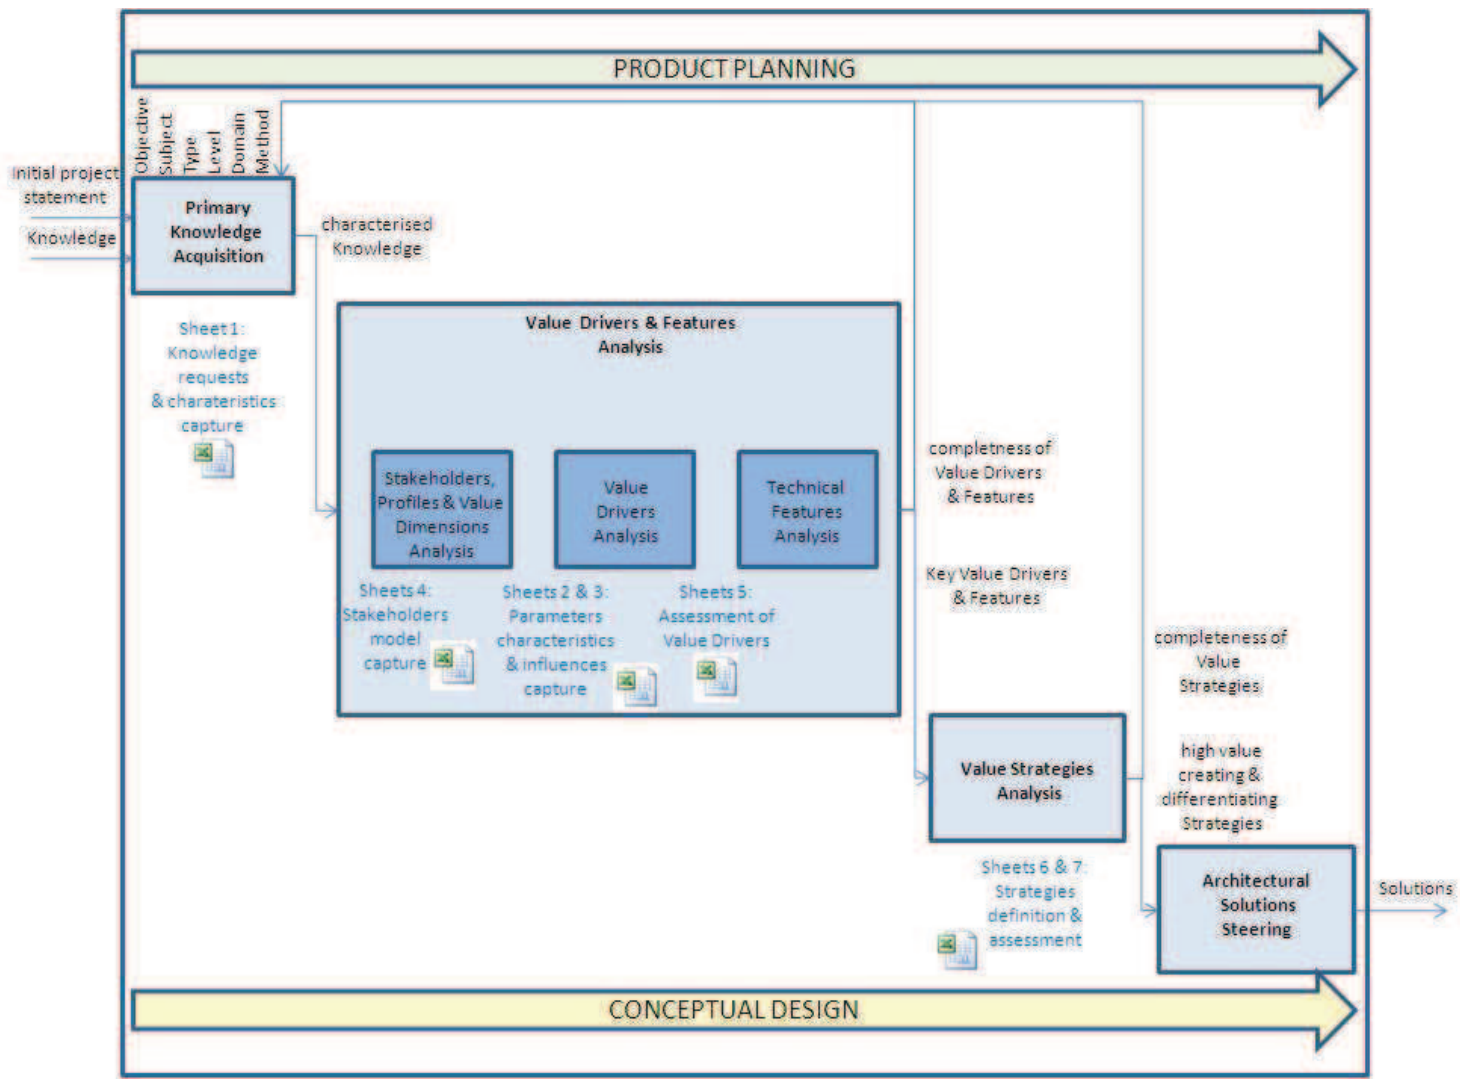 PRODUCT PLANNING
Objective
Subject
Type
Level
Domain
Method
Initial project
statement
Knowledge
Primary
Knowledge
Acquisition
characterised
Knowledge
Sheet 1:
Knowledge
requests
& charateristics
capture
Value Drivers & Features
Analysis
Stakeholders,
Profiles & Value
Dimensions
Analysis
Value
Drivers
Analysis
Technical
Features
Analysis
Sheets 4:
Stakeholders
model
capture
Sheets 2 & 3:
Parameters
characteristics
& influences
capture
Sheets 5:
Assessment of
Value Drivers
completness of
Value Drivers
& Features
Key Value Drivers
& Features
completeness of
Value
Strategies
Value Strategies
Analysis
high value
creating &
differentiating
Strategies
Sheets 6 & 7:
Strategies
definition &
assessment
Architectural
Solutions
Steering
Solutions
CONCEPTUAL DESIGN